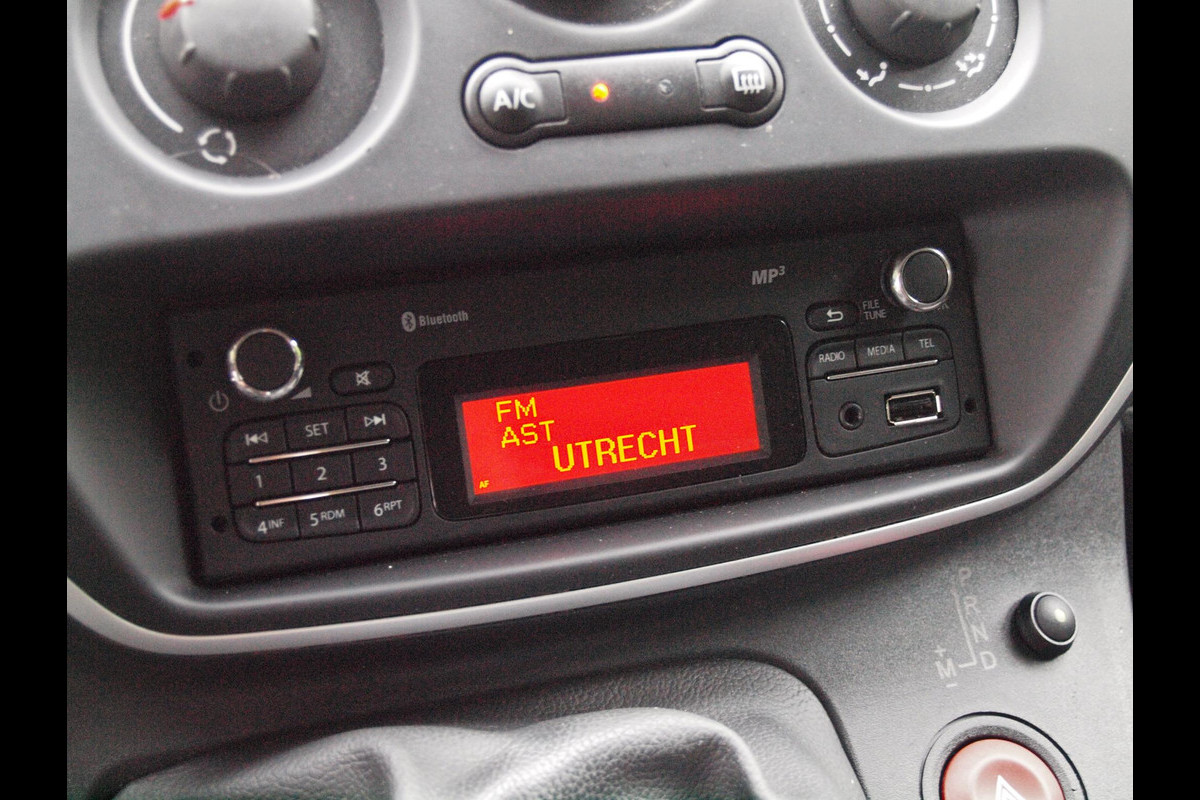 A/C
MP3
Bluetooth
FILE
TUNE
RADIO MEDIA TEL
SET
1 2 3
4 INF 5 RDM 6 RPT
FM
AST
UTRECHT
AF
P
R
N
D
+
M
−